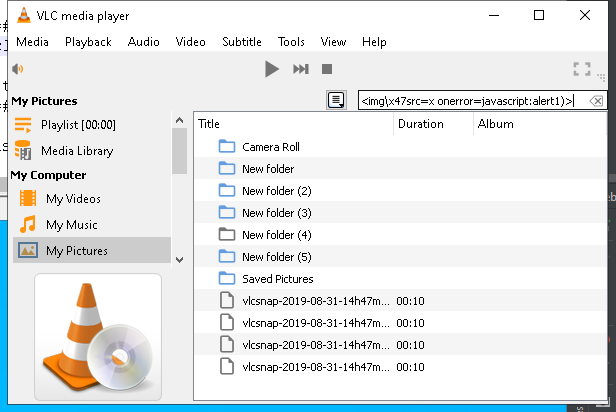 VLC media player
Media Playback Audio Video Subtitle Tools View Help
My Pictures
Playlist [00:00]
Media Library
My Computer
My Videos
My Music
My Pictures
<img\x47src=x onerror=javascript:alert1)>
Title Duration Album
Camera Roll
New folder
New folder (2)
New folder (3)
New folder (4)
New folder (5)
Saved Pictures
vlcsnap-2019-08-31-14h47m... 00:10
vlcsnap-2019-08-31-14h47m... 00:10
vlcsnap-2019-08-31-14h47m... 00:10
vlcsnap-2019-08-31-14h47m... 00:10